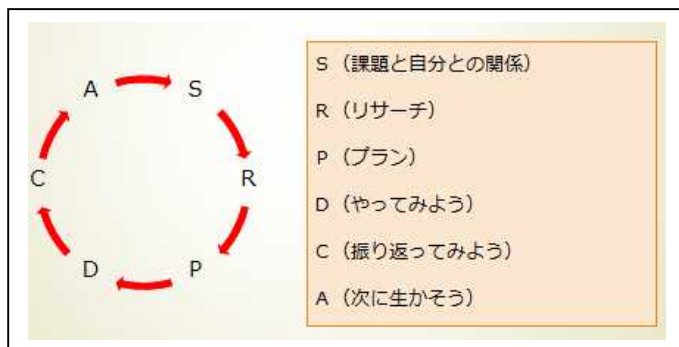 A
S
C
R
D
P
S（課題と自分との関係）
R（リサーチ）
P（プラン）
D（やってみよう）
C（振り返ってみよう）
A（次に生かそう）